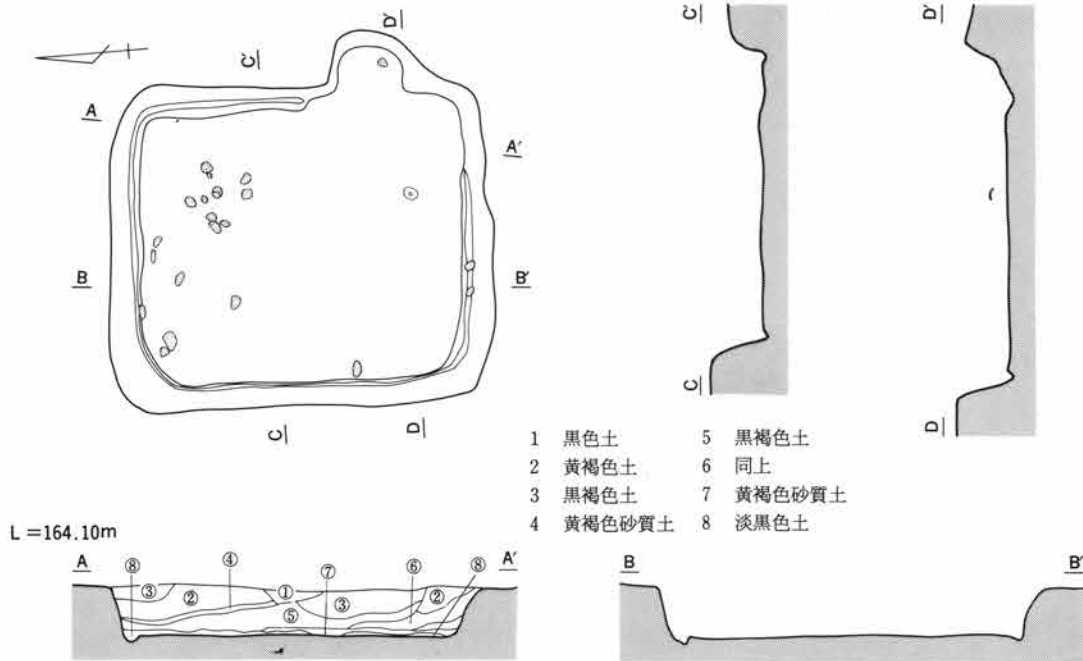 D'
C'
A
A'
B
B'
C
D
C'
D'
C
D
1 黒色土
2 黄褐色土
3 黒褐色土
4 黄褐色砂質土
5 黒褐色土
6 同上
7 黄褐色砂質土
8 淡黒色土
L=164.10m
A ⑧ ④ ⑦ ⑥ ⑧ A'
③ ② ① ③ ②
⑤
B B'